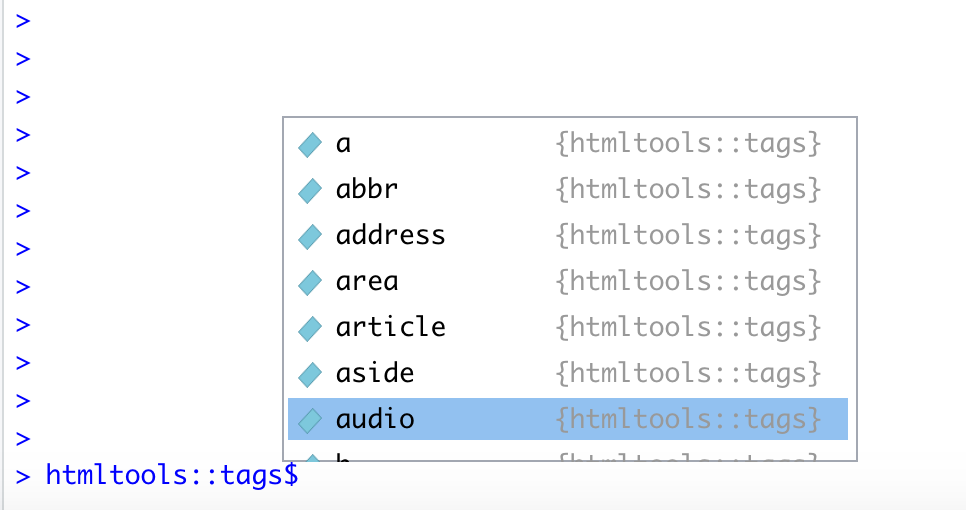 >
>
>
> a {htmltools::tags}
> abbr {htmltools::tags}
> address {htmltools::tags}
> area {htmltools::tags}
> article {htmltools::tags}
> aside {htmltools::tags}
>
> audio {htmltools::tags}
>
> htmltools::tags$